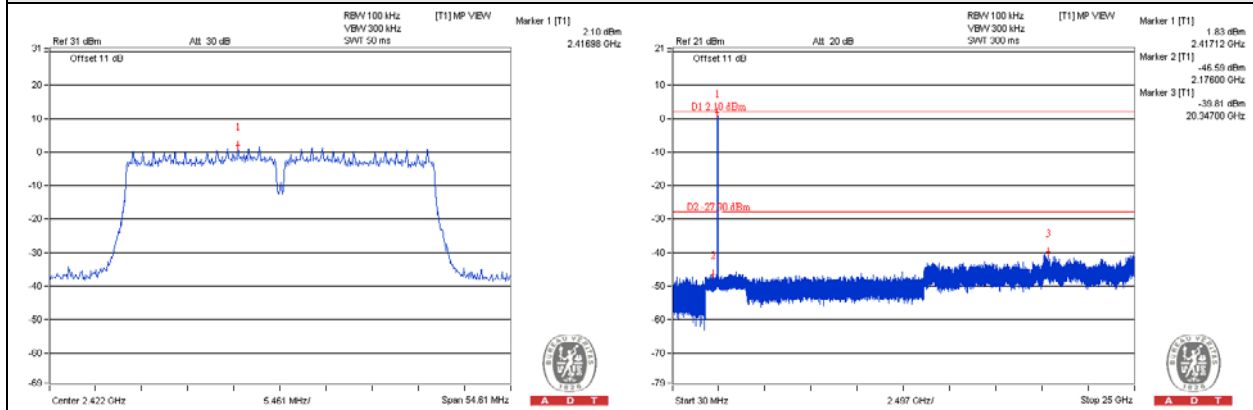 RBW 100 kHz [T1] MP VIEW
VBW 300 kHz
Ref 31 dBm Att 30 dB SWT 50 ms
Marker 1 [T1]
2.10 dBm
2.41698 GHz
Offset 11 dB
31
20
10
0
-10
-20
-30
-40
-50
-60
-69
1
Center 2.422 GHz 5.461 MHz/ Span 54.61 MHz
BUREAU VERITAS
1828
A D T
RBW 100 kHz [T1] MP VIEW
VBW 300 kHz
Ref 21 dBm Att 20 dB SWT 300 ms
Marker 1 [T1]
1.83 dBm
2.41712 GHz
Marker 2 [T1]
-46.59 dBm
2.17600 GHz
Marker 3 [T1]
-39.81 dBm
20.34700 GHz
Offset 11 dB
21
10
0
-10
-20
-30
-40
-50
-60
-70
-79
1
D1 2.10 dBm
D2 -27.90 dBm
2
3
Start 30 MHz 2.497 GHz/ Stop 25 GHz
BUREAU VERITAS
1828
A D T